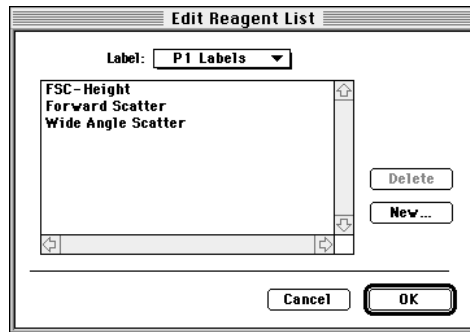 Edit Reagent List
Label: P1 Labels
FSC-Height
Forward Scatter
Wide Angle Scatter
Delete
New...
Cancel OK